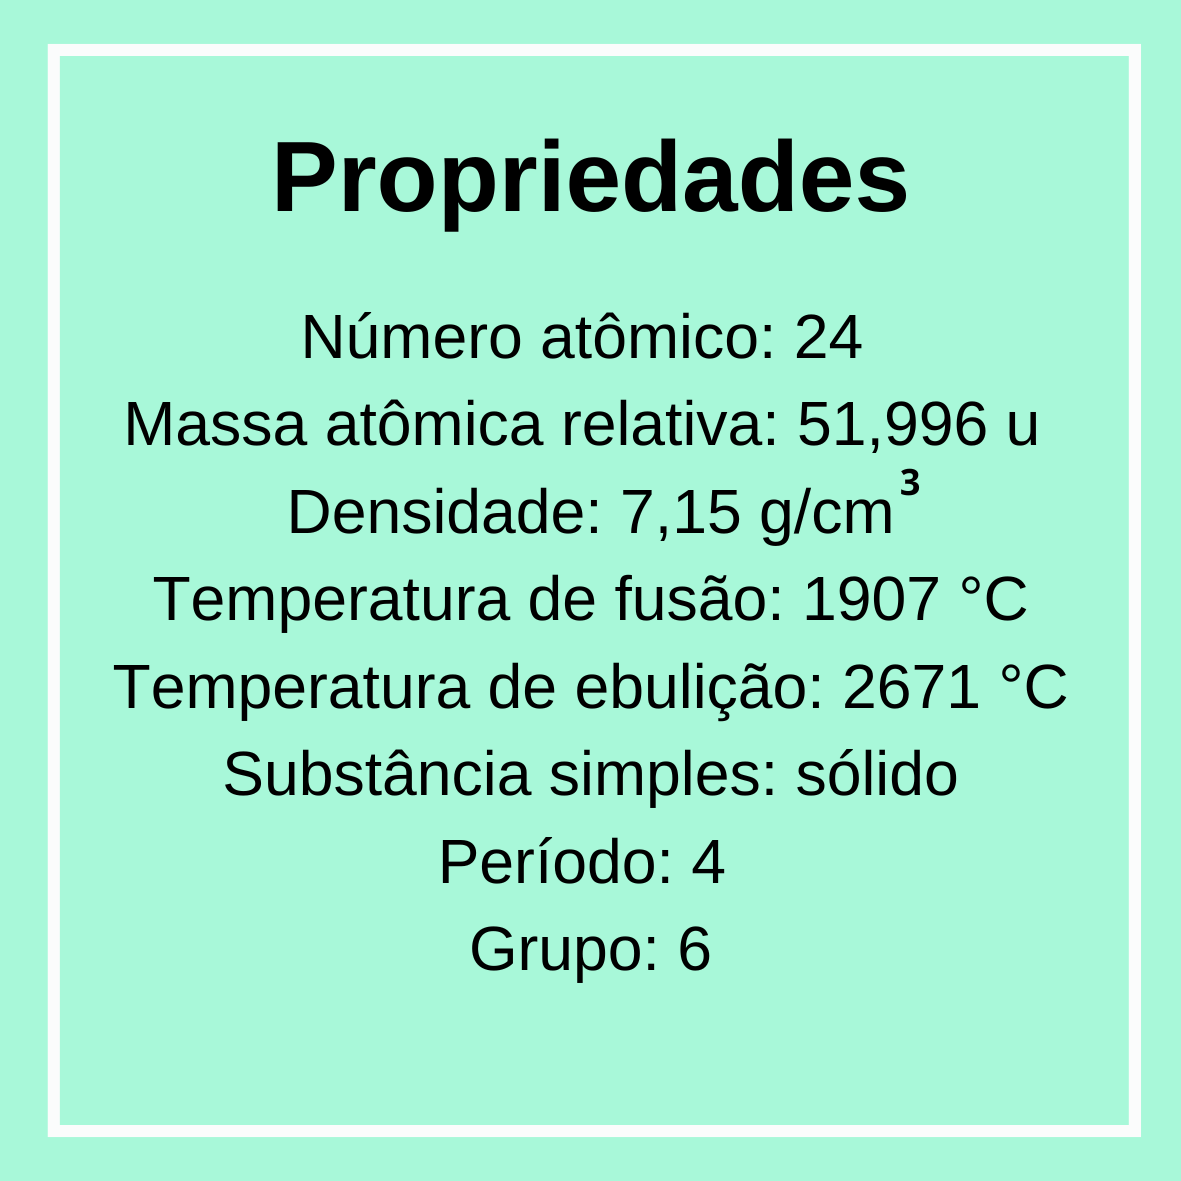 Propriedades
Número atômico: 24
Massa atômica relativa: 51,996 u
Densidade: 7,15 g/cm³
Temperatura de fusão: 1907 °C
Temperatura de ebulição: 2671 °C
Substância simples: sólido
Período: 4
Grupo: 6